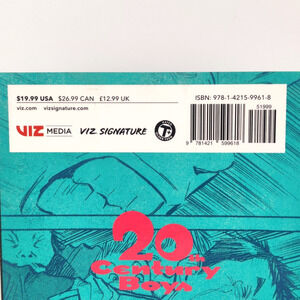 $19.99 USA $26.99 CAN £12.99 UK
viz.com vizsignature.com
ISBN: 978-1-4215-9961-8
51999
VIZ MEDIA VIZ SIGNATURE T+
9 781421 599618
20th
Century
Boys